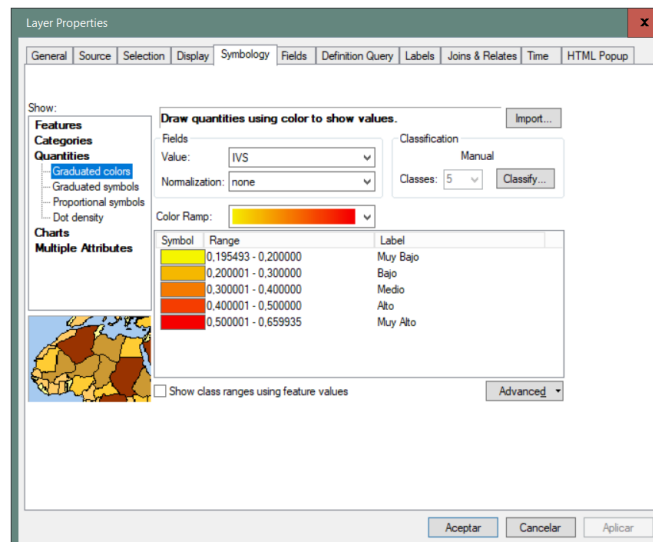 Layer Properties
x
General Source Selection Display Symbology Fields Definition Query Labels Joins & Relates Time HTML Popup
Show:
Features
Categories
Quantities
Graduated colors
Graduated symbols
Proportional symbols
Dot density
Charts
Multiple Attributes
Draw quantities using color to show values.
Import...
Fields
Value: IVS
Normalization: none
Classification
Manual
Classes: 5 Classify...
Color Ramp:
Symbol Range Label
0,195493 - 0,200000 Muy Bajo
0,200001 - 0,300000 Bajo
0,300001 - 0,400000 Medio
0,400001 - 0,500000 Alto
0,500001 - 0,659935 Muy Alto
Show class ranges using feature values
Advanced
Aceptar Cancelar Aplicar